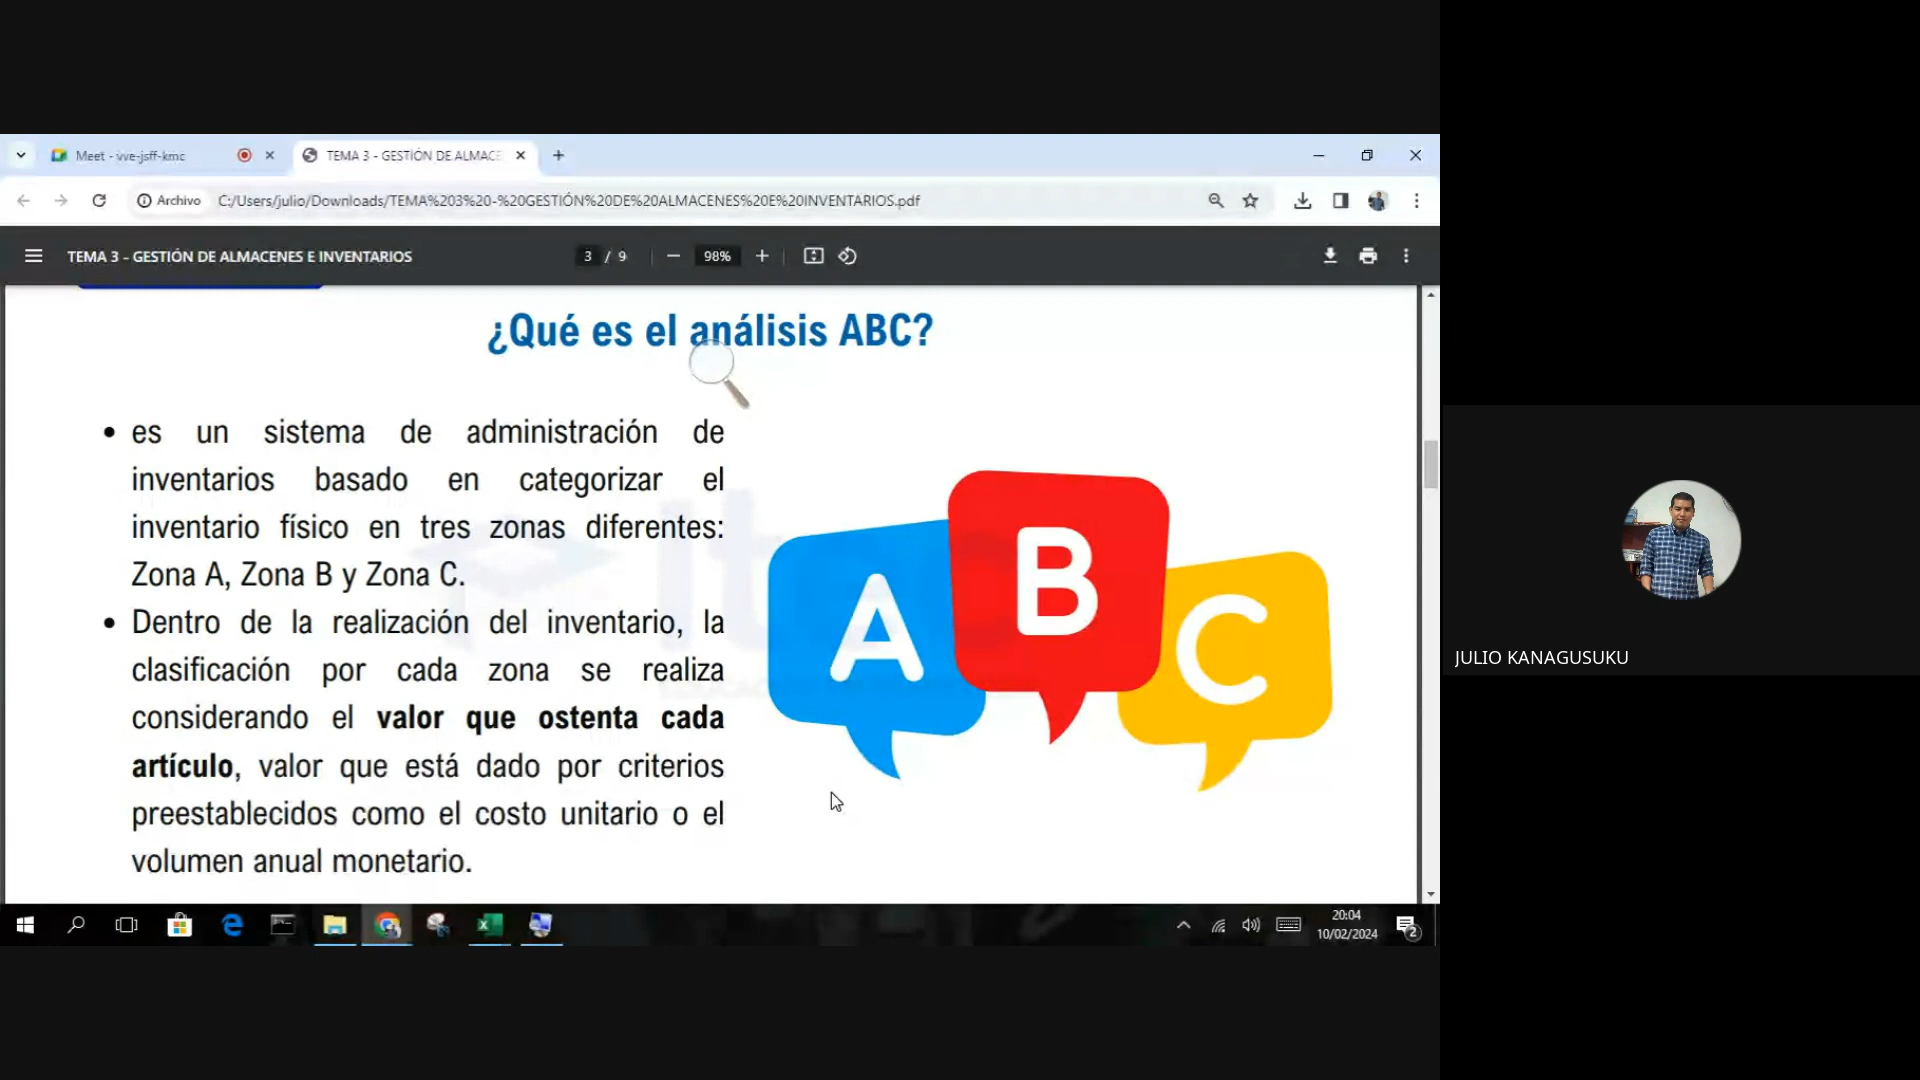 Meet - vve-jsff-kmc
TEMA 3 - GESTIÓN DE ALMACE
Archivo
C:/Users/julio/Downloads/TEMA%203%20-%20GESTIÓN%20DE%20ALMACENES%20E%20INVENTARIOS.pdf
TEMA 3 - GESTIÓN DE ALMACENES E INVENTARIOS
3 / 9
98%
¿Qué es el análisis ABC?
• es un sistema de administración de
inventarios basado en categorizar el
inventario físico en tres zonas diferentes:
Zona A, Zona B y Zona C.
• Dentro de la realización del inventario, la
clasificación por cada zona se realiza
considerando el valor que ostenta cada
artículo, valor que está dado por criterios
preestablecidos como el costo unitario o el
volumen anual monetario.
A
B
C
JULIO KANAGUSUKU
20:04
10/02/2024
2